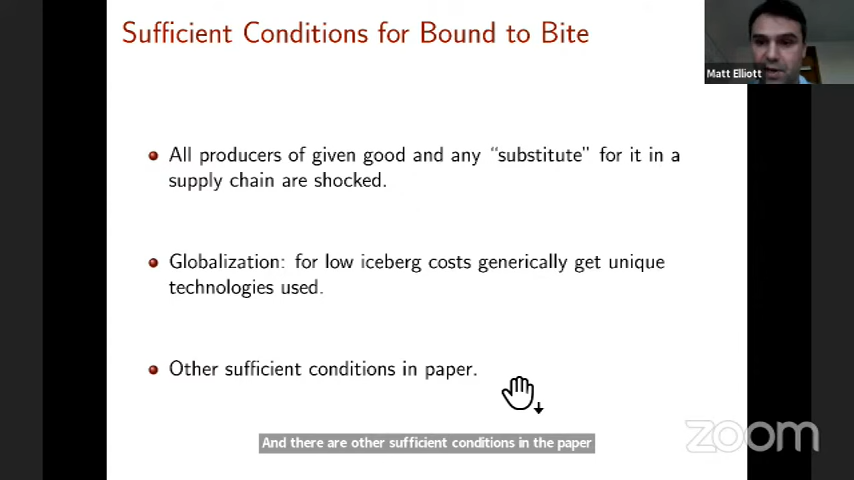 Sufficient Conditions for Bound to Bite
Matt Elliott
All producers of given good and any “substitute” for it in a
supply chain are shocked.
Globalization: for low iceberg costs generically get unique
technologies used.
Other sufficient conditions in paper.
And there are other sufficient conditions in the paper
zoom